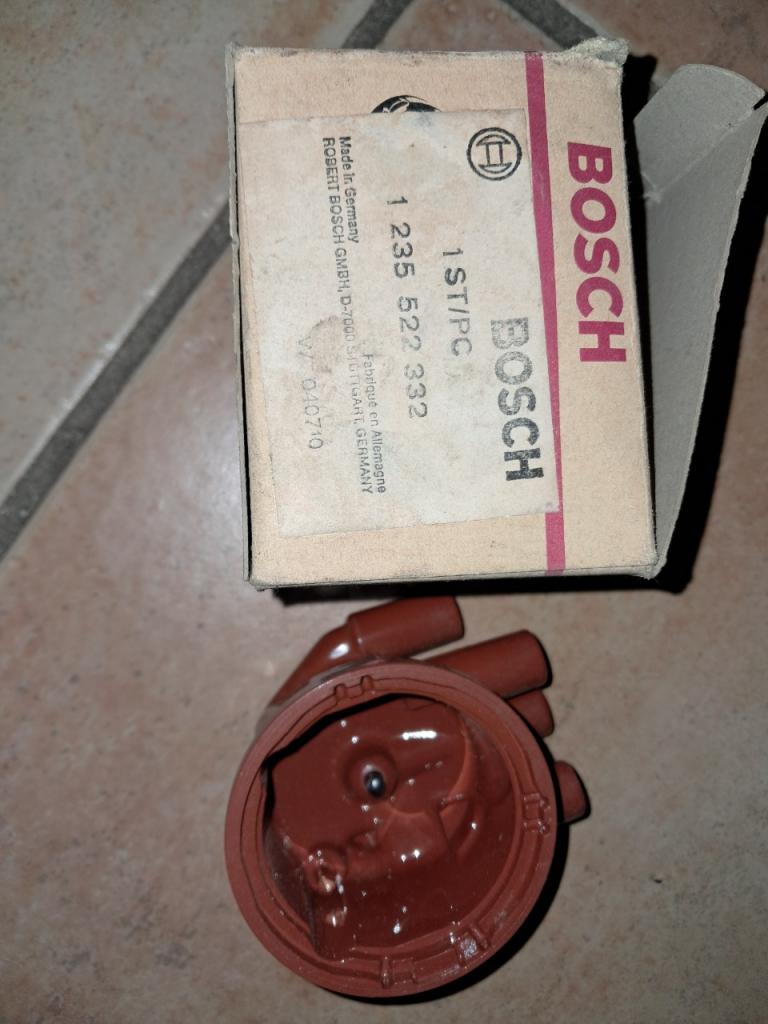 BOSCH
BOSCH
1 ST/PC
1 235 522 332
Fabriqué en Allemagne
Made in Germany
ROBERT BOSCH GMBH, D-7000 STUTTGART, GERMANY
040710